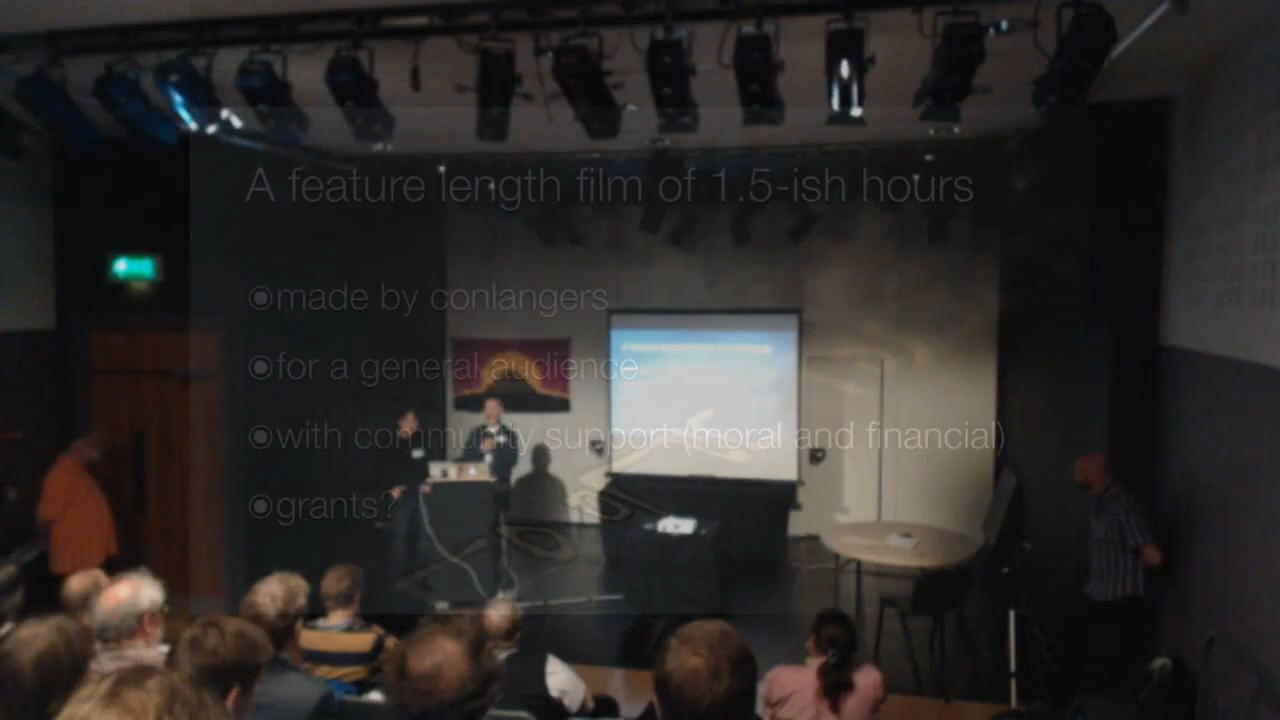 A feature length film of 1.5-ish hours
◉made by conlangers
◉for a general audience
◉with community support (moral and financial)
◉grants?